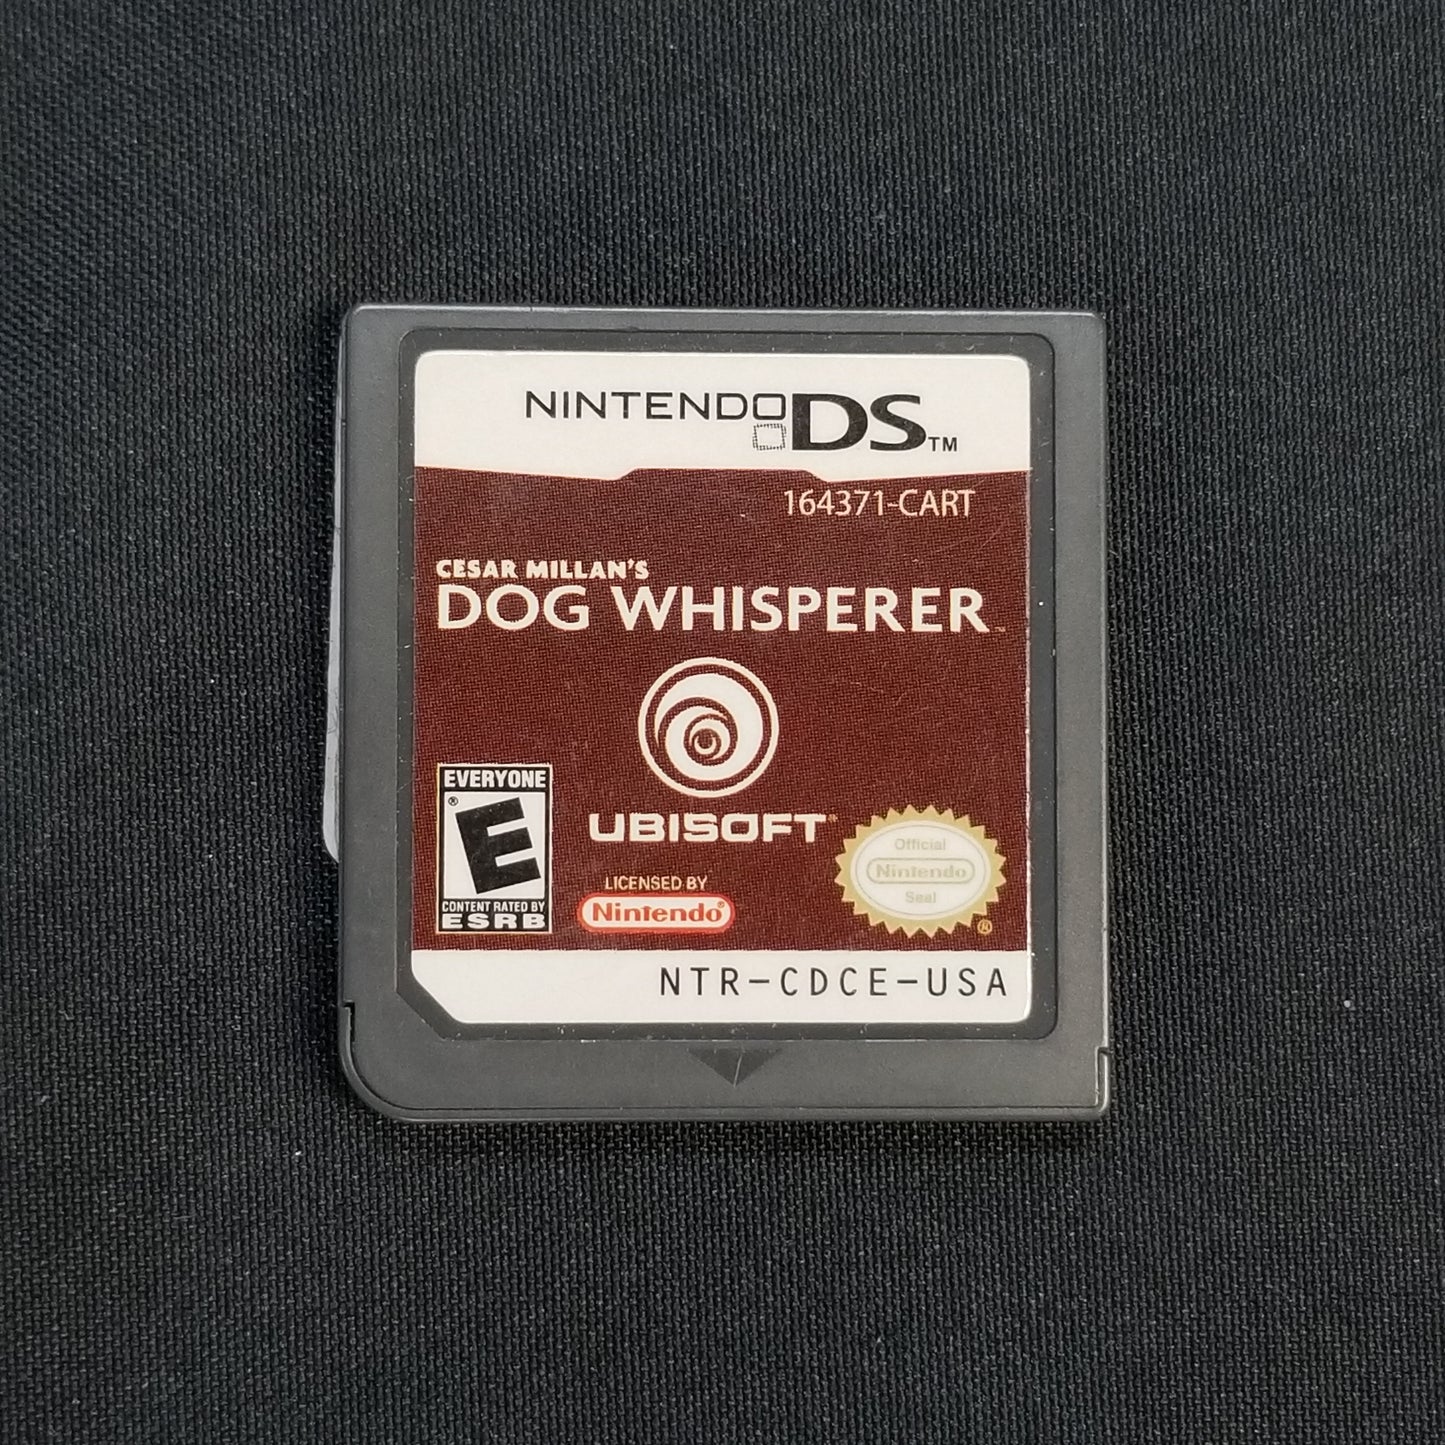 NINTENDO DS™
164371-CART
CESAR MILLAN'S
DOG WHISPERER™
EVERYONE
E®
CONTENT RATED BY
ESRB
UBISOFT®
LICENSED BY
Nintendo®
Official
Nintendo
Seal
®
NTR-CDCE-USA